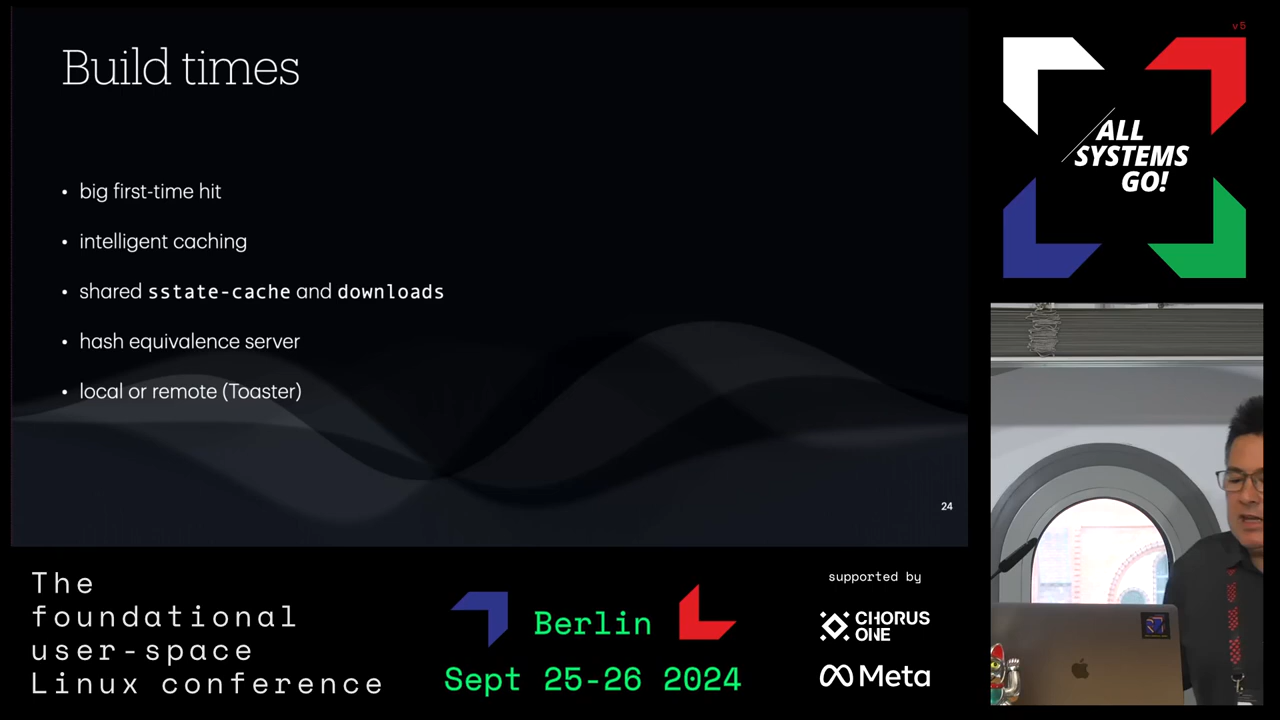 Build times
• big first-time hit
• intelligent caching
• shared sstate-cache and downloads
• hash equivalence server
• local or remote (Toaster)
24
v5
ALL
SYSTEMS
GO!
The
foundational
user-space
Linux conference
Berlin
Sept 25-26 2024
supported by
CHORUS
ONE
Meta